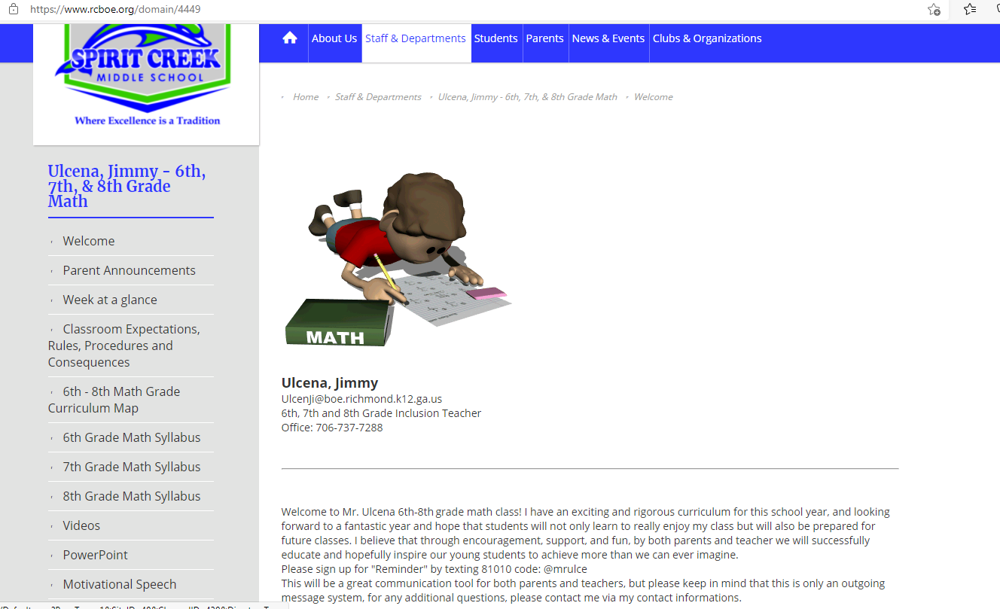 https://www.rcboe.org/domain/4449
SPIRIT CREEK
MIDDLE SCHOOL
Where Excellence is a Tradition
About Us
Staff & Departments
Students
Parents
News & Events
Clubs & Organizations
Home
Staff & Departments
Ulcena, Jimmy - 6th, 7th, & 8th Grade Math
Welcome
Ulcena, Jimmy - 6th,
7th, & 8th Grade
Math
Welcome
Parent Announcements
Week at a glance
Classroom Expectations,
Rules, Procedures and
Consequences
6th - 8th Math Grade
Curriculum Map
6th Grade Math Syllabus
7th Grade Math Syllabus
8th Grade Math Syllabus
Videos
PowerPoint
Motivational Speech
MATH
Ulcena, Jimmy
UlcenJi@boe.richmond.k12.ga.us
6th, 7th and 8th Grade Inclusion Teacher
Office: 706-737-7288
Welcome to Mr. Ulcena 6th-8th grade math class! I have an exciting and rigorous curriculum for this school year, and looking
forward to a fantastic year and hope that students will not only learn to really enjoy my class but will also be prepared for
future classes. I believe that through encouragement, support, and fun, by both parents and teacher we will successfully
educate and hopefully inspire our young students to achieve more than we can ever imagine.
Please sign up for "Reminder" by texting 81010 code: @mrulce
This will be a great communication tool for both parents and teachers, but please keep in mind that this is only an outgoing
message system, for any additional questions, please contact me via my contact informations.